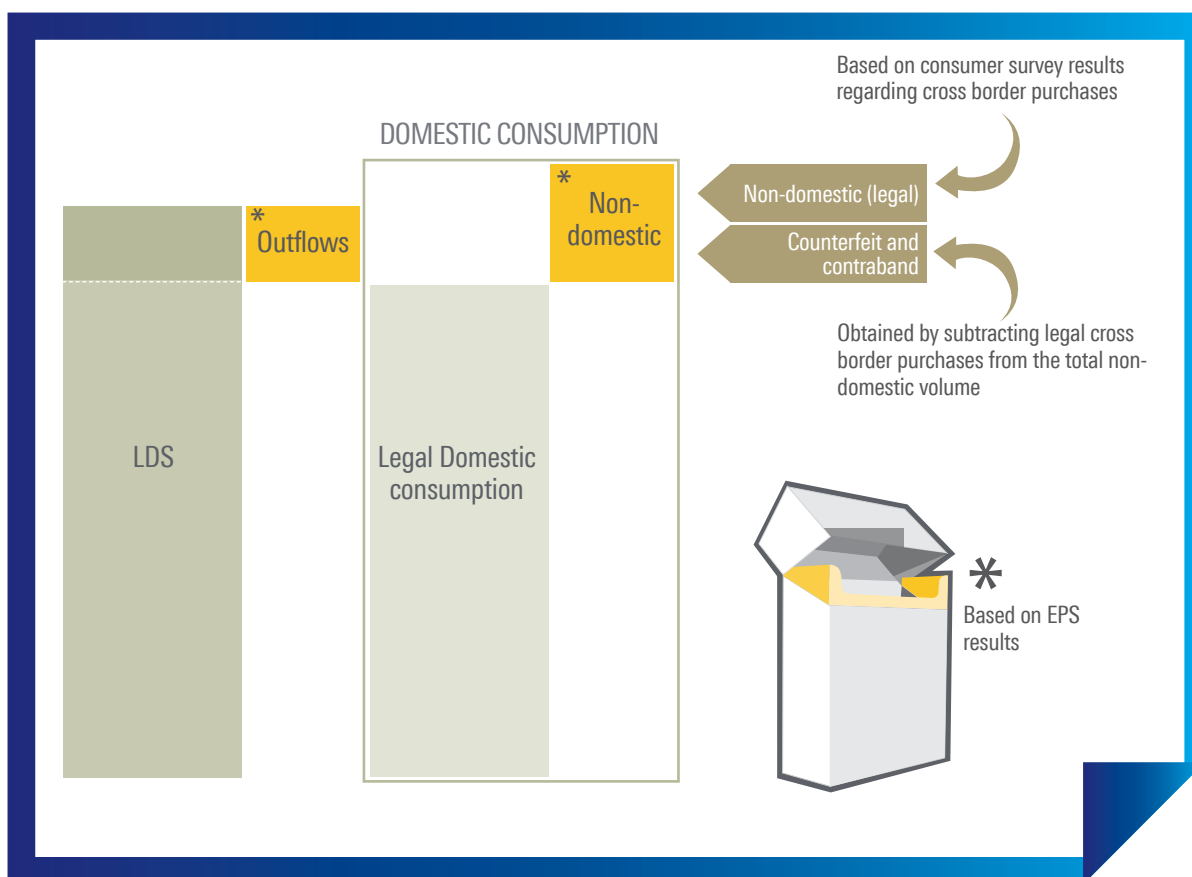 Based on consumer survey results
regarding cross border purchases
DOMESTIC CONSUMPTION
*
Outflows
*
Non-
domestic
Non-domestic (legal)
Counterfeit and
contraband
Obtained by subtracting legal cross
border purchases from the total non-
domestic volume
LDS
Legal Domestic
consumption
*
Based on EPS
results